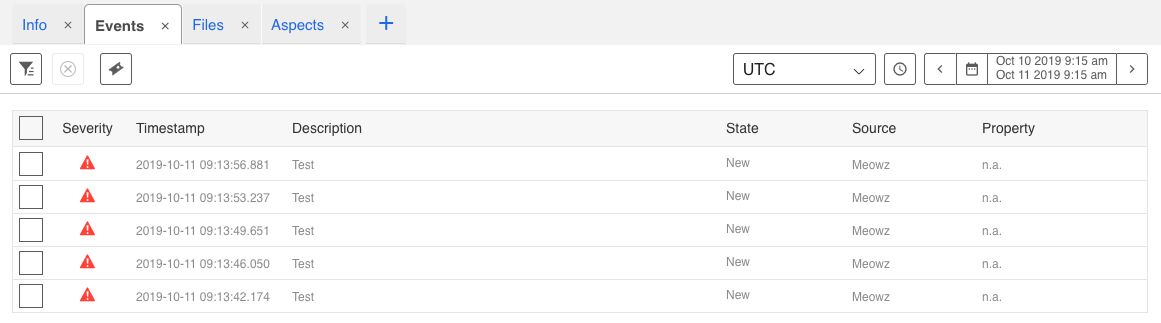 Info × Events × Files × Aspects × +
UTC
Oct 10 2019 9:15 am
Oct 11 2019 9:15 am
Severity Timestamp Description State Source Property
2019-10-11 09:13:56.881 Test New Meowz n.a.
2019-10-11 09:13:53.237 Test New Meowz n.a.
2019-10-11 09:13:49.651 Test New Meowz n.a.
2019-10-11 09:13:46.050 Test New Meowz n.a.
2019-10-11 09:13:42.174 Test New Meowz n.a.